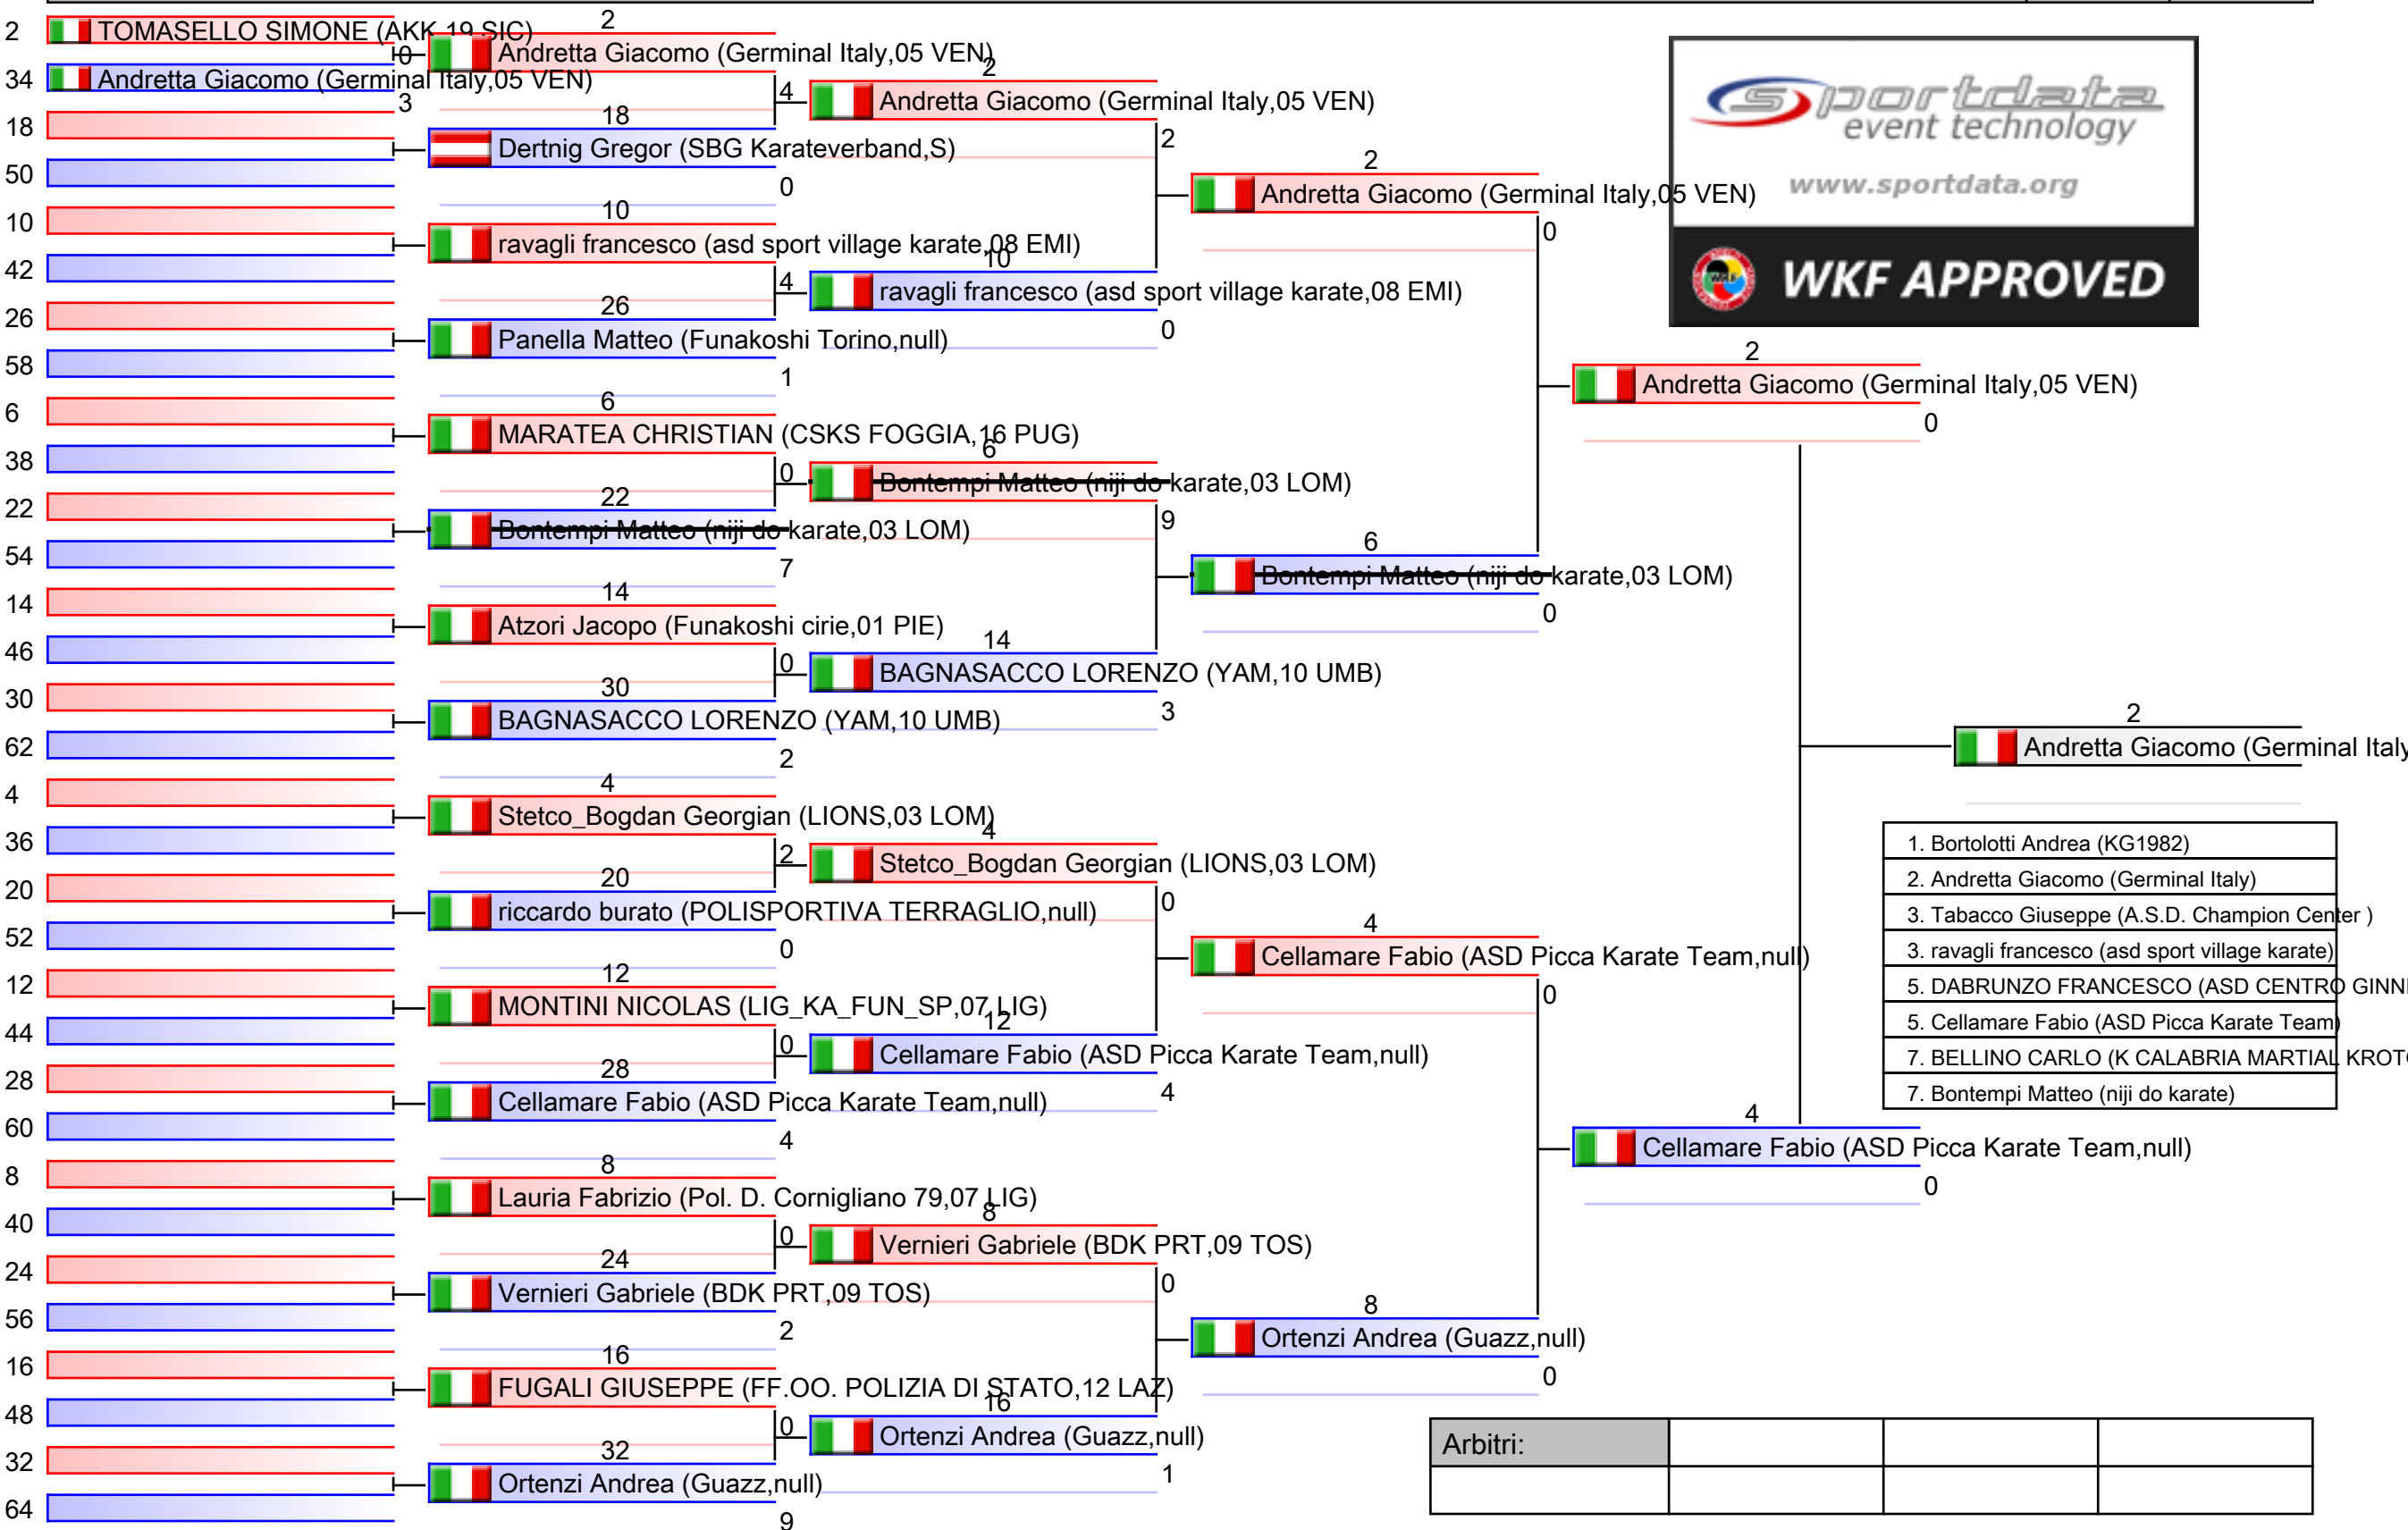 2
TOMASELLO SIMONE (AKK,19 SIC)
0
34
Andretta Giacomo (Germinal Italy,05 VEN)
3
18
50
10
42
26
58
6
38
22
54
14
46
30
62
4
36
20
52
12
44
28
60
8
40
24
56
16
48
32
64
2
Andretta Giacomo (Germinal Italy,05 VEN)
4
18
Dertnig Gregor (SBG Karateverband,S)
0
10
ravagli francesco (asd sport village karate,08 EMI)
4
26
Panella Matteo (Funakoshi Torino,null)
1
6
MARATEA CHRISTIAN (CSKS FOGGIA,16 PUG)
0
22
Bontempi Matteo (niji do karate,03 LOM)
7
14
Atzori Jacopo (Funakoshi cirie,01 PIE)
0
30
BAGNASACCO LORENZO (YAM,10 UMB)
2
4
Stetco_Bogdan Georgian (LIONS,03 LOM)
2
20
riccardo burato (POLISPORTIVA TERRAGLIO,null)
0
12
MONTINI NICOLAS (LIG_KA_FUN_SP,07 LIG)
0
28
Cellamare Fabio (ASD Picca Karate Team,null)
4
8
Lauria Fabrizio (Pol. D. Cornigliano 79,07 LIG)
0
24
Vernieri Gabriele (BDK PRT,09 TOS)
2
16
FUGALI GIUSEPPE (FF.OO. POLIZIA DI STATO,12 LAZ)
0
32
Ortenzi Andrea (Guazz,null)
9
2
Andretta Giacomo (Germinal Italy,05 VEN)
2
10
ravagli francesco (asd sport village karate,08 EMI)
0
6
Bontempi Matteo (niji do karate,03 LOM)
9
14
BAGNASACCO LORENZO (YAM,10 UMB)
3
4
Stetco_Bogdan Georgian (LIONS,03 LOM)
0
12
Cellamare Fabio (ASD Picca Karate Team,null)
4
8
Vernieri Gabriele (BDK PRT,09 TOS)
0
16
Ortenzi Andrea (Guazz,null)
1
2
Andretta Giacomo (Germinal Italy,05 VEN)
0
6
Bontempi Matteo (niji do karate,03 LOM)
0
4
Cellamare Fabio (ASD Picca Karate Team,null)
0
8
Ortenzi Andrea (Guazz,null)
0
sportdata
event technology
www.sportdata.org
WKF
WKF APPROVED
2
Andretta Giacomo (Germinal Italy,05 VEN)
0
4
Cellamare Fabio (ASD Picca Karate Team,null)
0
2
Andretta Giacomo (Germinal Italy
1. Bortolotti Andrea (KG1982)
2. Andretta Giacomo (Germinal Italy)
3. Tabacco Giuseppe (A.S.D. Champion Center )
3. ravagli francesco (asd sport village karate)
5. DABRUNZO FRANCESCO (ASD CENTRO GINN
5. Cellamare Fabio (ASD Picca Karate Team)
7. BELLINO CARLO (K CALABRIA MARTIAL KROT
7. Bontempi Matteo (niji do karate)
Arbitri: